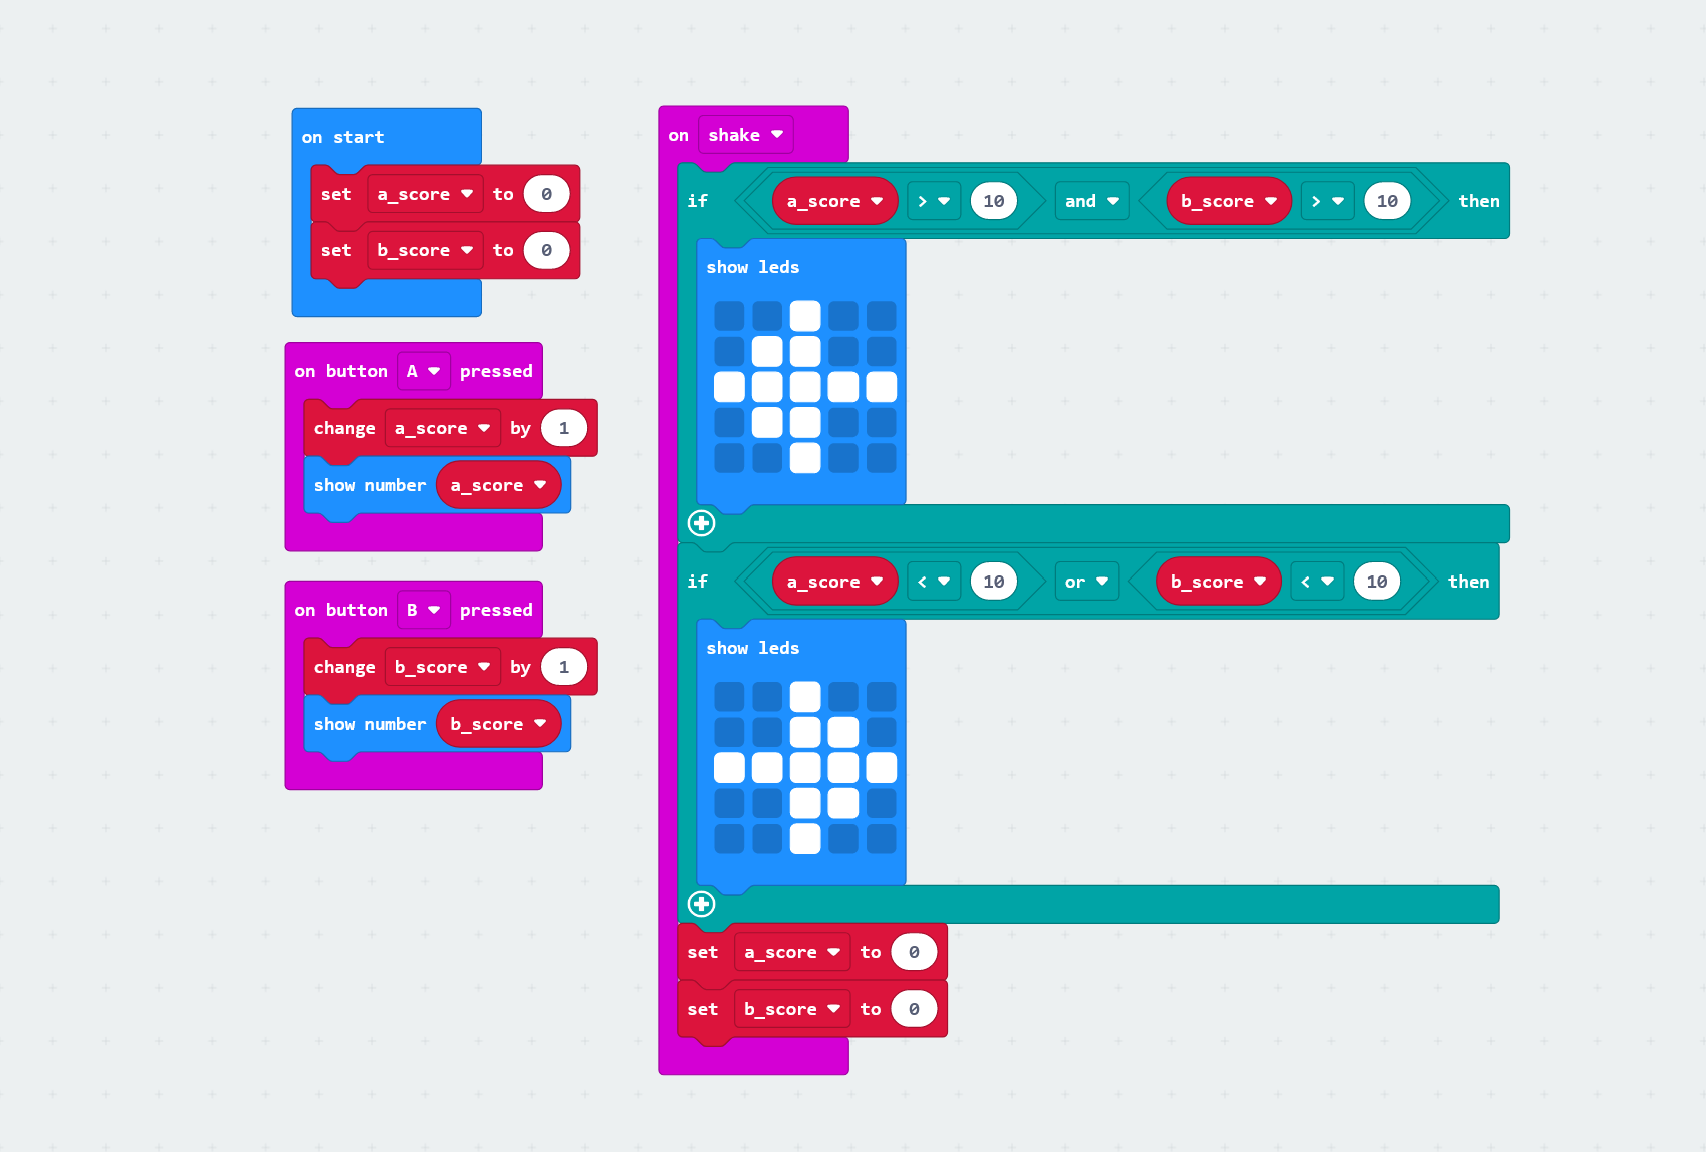 on start
set a_score to 0
set b_score to 0
on button A pressed
change a_score by 1
show number a_score
on button B pressed
change b_score by 1
show number b_score
on shake
if a_score > 10 and b_score > 10 then
show leds
if a_score < 10 or b_score < 10 then
show leds
set a_score to 0
set b_score to 0